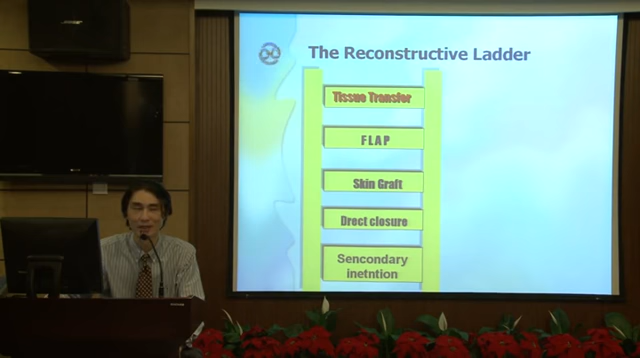 The Reconstructive Ladder
Tissue Transfer
FLAP
Skin Graft
Drect closure
Sencondary
inetntion